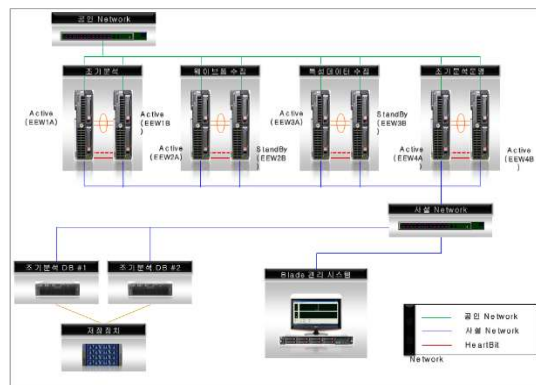 공인 Network
조기분석
웨이브폼 수집
특성데이터 수집
조기분석운영
Active
(EEW1A)
Active
(EEW1B
)
Active
(EEW2A)
StandBy
(EEW2B
)
Active
(EEW3A)
StandBy
(EEW3B
)
Active
(EEW4A)
Active
(EEW4B
)
사설 Network
조기분석 DB #1
조기분석 DB #2
Blade 관리 시스템
저장장치
공인 Network
사설 Network
HeartBit
Network